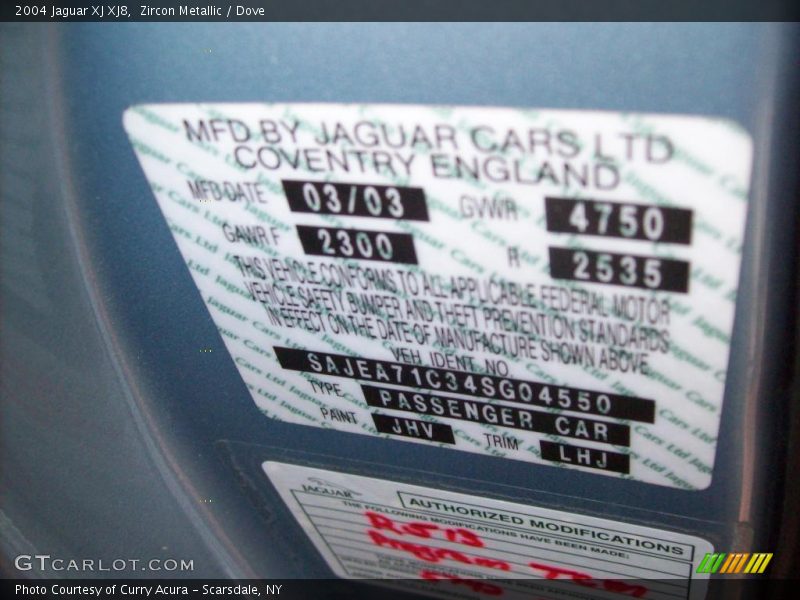 2004 Jaguar XJ XJ8, Zircon Metallic / Dove
MFD BY JAGUAR CARS LTD
COVENTRY ENGLAND
MFD DATE 03/03 GVWR 4750
GAWR F 2300 R 2535
THIS VEHICLE CONFORMS TO ALL APPLICABLE FEDERAL MOTOR
VEHICLE SAFETY, BUMPER AND THEFT PREVENTION STANDARDS
IN EFFECT ON THE DATE OF MANUFACTURE SHOWN ABOVE.
VEH. IDENT. NO.
SAJEA71C34SG04550
TYPE PASSENGER CAR
PAINT JHV TRIM LHJ
JAGUAR AUTHORIZED MODIFICATIONS
THE FOLLOWING MODIFICATIONS HAVE BEEN MADE:
GTCARLOT.COM
Photo Courtesy of Curry Acura - Scarsdale, NY